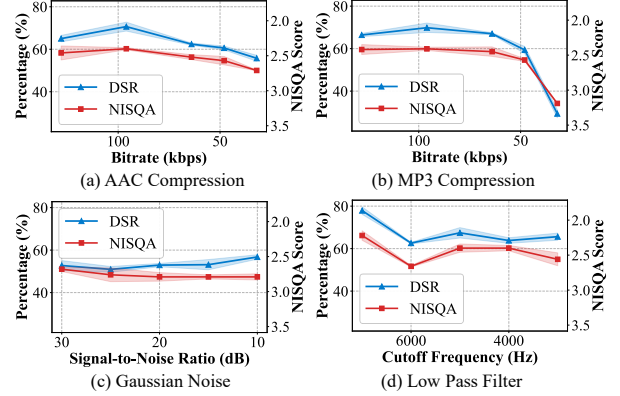 Percentage (%)
80
60
40
DSR
NISQA
100
50
Bitrate (kbps)
2.0
2.5
3.0
3.5
NISQA Score
(a) AAC Compression
Percentage (%)
80
60
40
DSR
NISQA
100
50
Bitrate (kbps)
2.0
2.5
3.0
3.5
NISQA Score
(b) MP3 Compression
Percentage (%)
80
60
40
DSR
NISQA
30
20
10
Signal-to-Noise Ratio (dB)
2.0
2.5
3.0
3.5
NISQA Score
(c) Gaussian Noise
Percentage (%)
80
60
40
DSR
NISQA
6000
4000
Cutoff Frequency (Hz)
2.0
2.5
3.0
3.5
NISQA Score
(d) Low Pass Filter